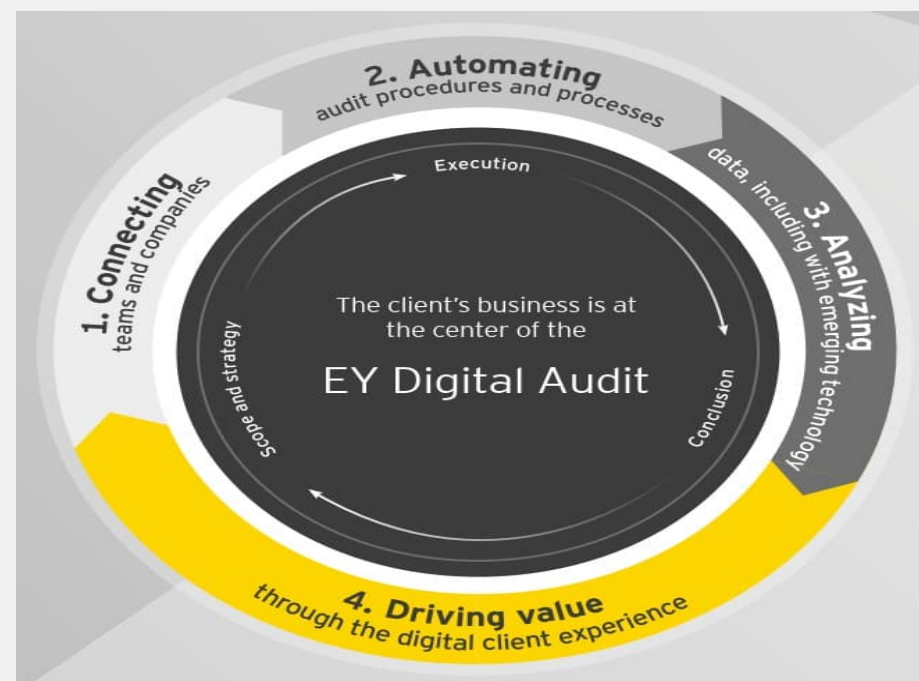 1. Connecting
teams and companies
2. Automating
audit procedures and processes
3. Analyzing
data, including with emerging technology
4. Driving value
through the digital client experience
Scope and strategy
Execution
Conclusion
The client's business is at
the center of the
EY Digital Audit